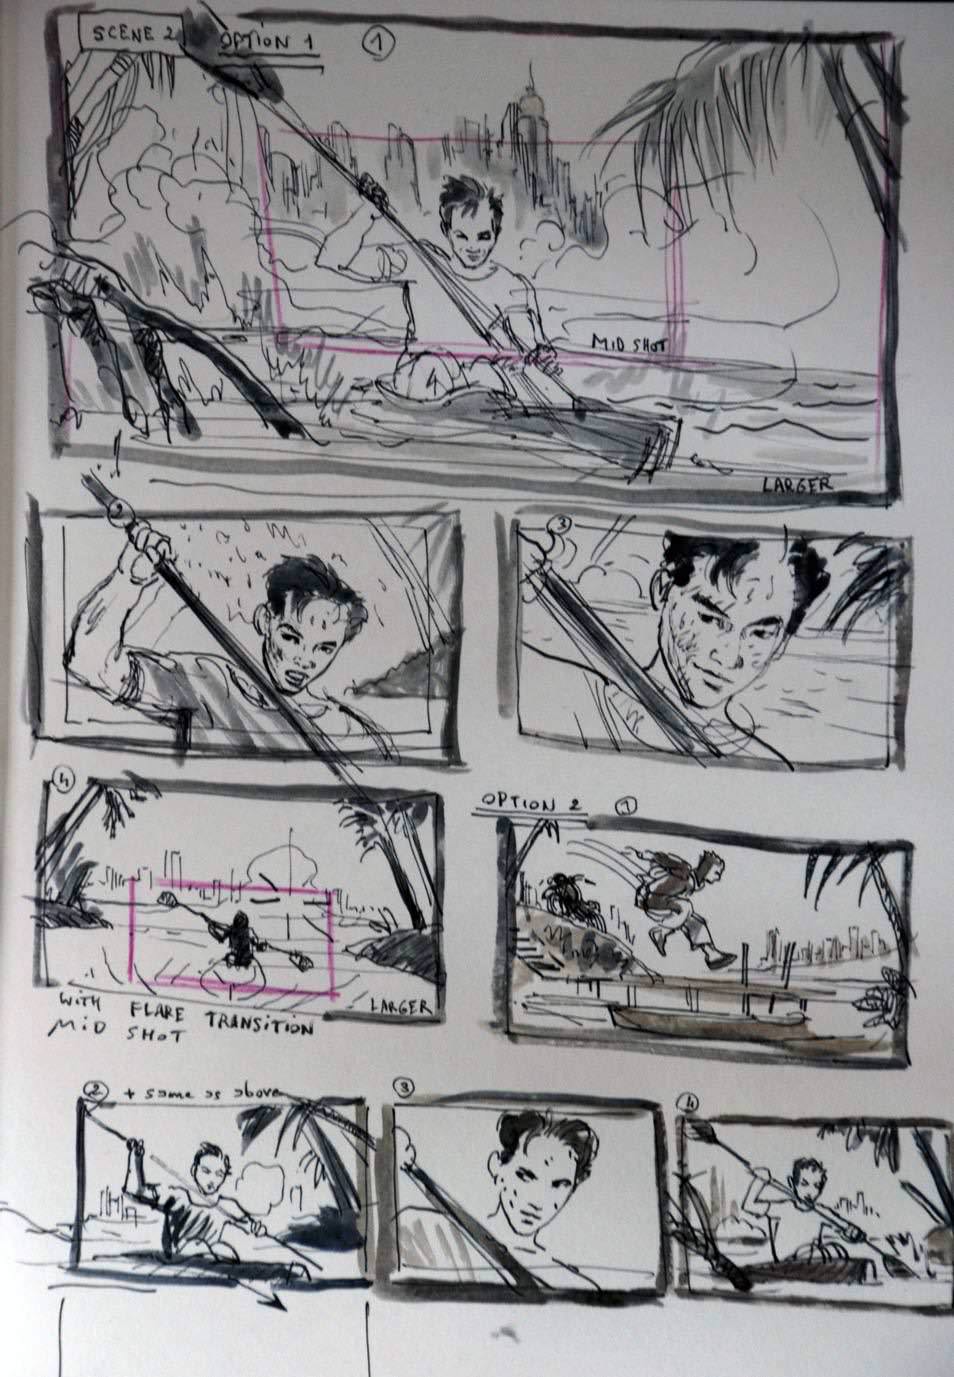 SCENE 2 OPTION 1 1
MID SHOT
LARGER
2
3
4
LARGER
WITH FLARE TRANSITION
MID SHOT
OPTION 2 1
2 + same as above
3
4